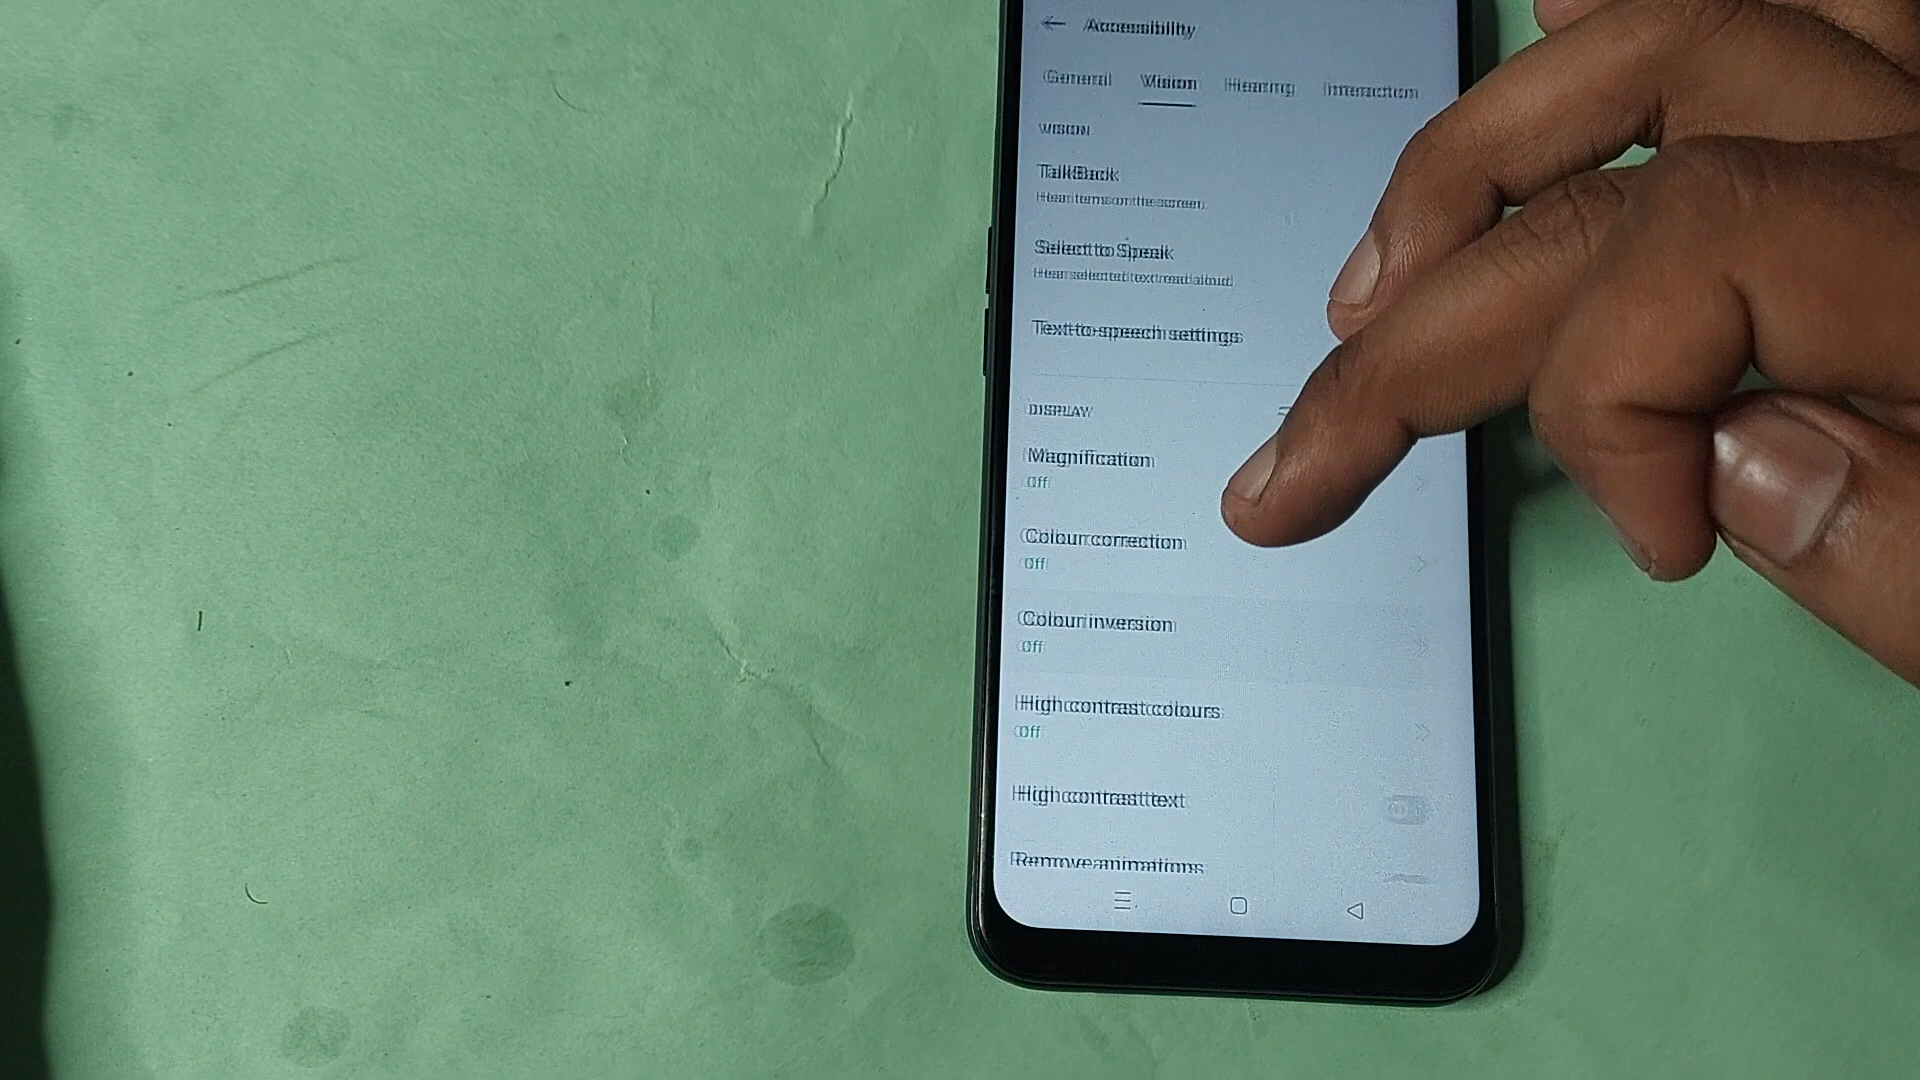 Accessibility
General Vision Hearing Interaction
VISION
TalkBack
Hear items on the screen
Select to Speak
Hear selected text read aloud
Text-to-speech settings
DISPLAY
Magnification
Off
Colour correction
Off
Colour inversion
Off
High contrast colours
Off
High contrast text
Remove animations